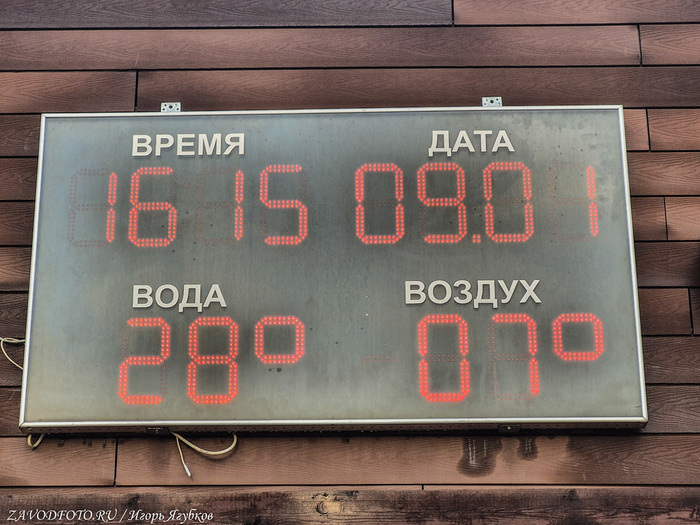 ВРЕМЯ ДАТА
16 15 09.01
ВОДА ВОЗДУХ
28° 07°
ZAVODFOTO.RU / Игорь Ягубков